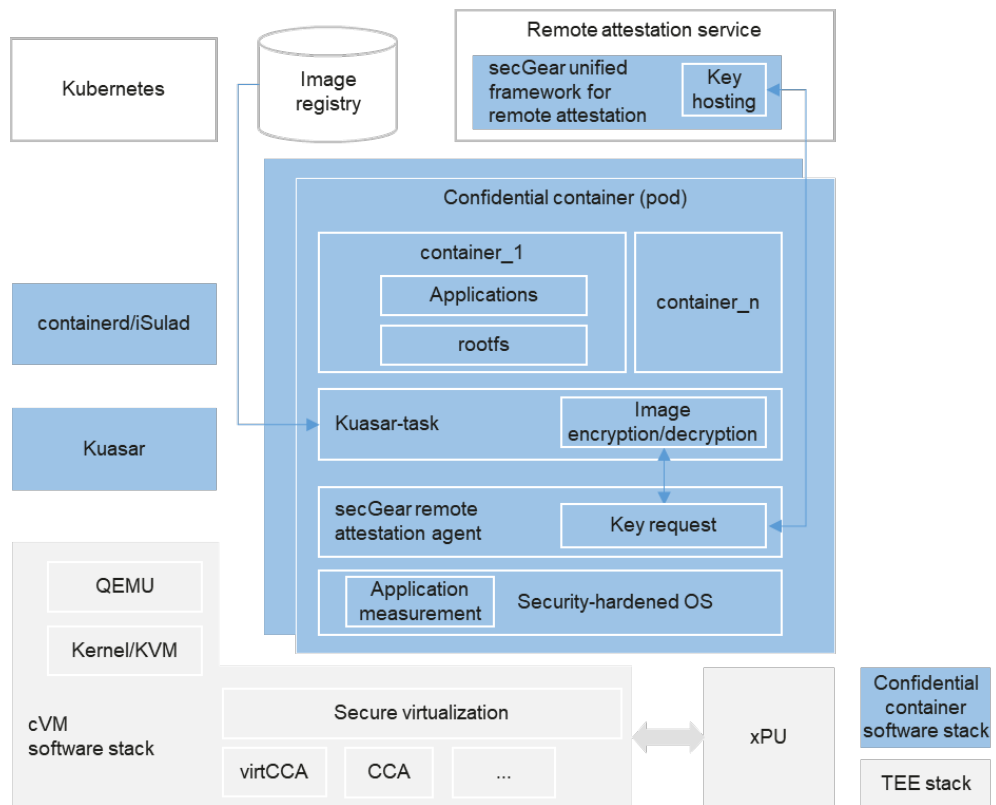 Kubernetes
Image
registry
Remote attestation service
secGear unified
framework for
remote attestation
Key
hosting
Confidential container (pod)
container_1
Applications
rootfs
container_n
containerd/iSulad
Kuasar
Kuasar-task
Image
encryption/decryption
secGear remote
attestation agent
Key request
Application
measurement
Security-hardened OS
QEMU
Kernel/KVM
cVM
software stack
Secure virtualization
virtCCA
CCA
...
xPU
Confidential
container
software stack
TEE stack